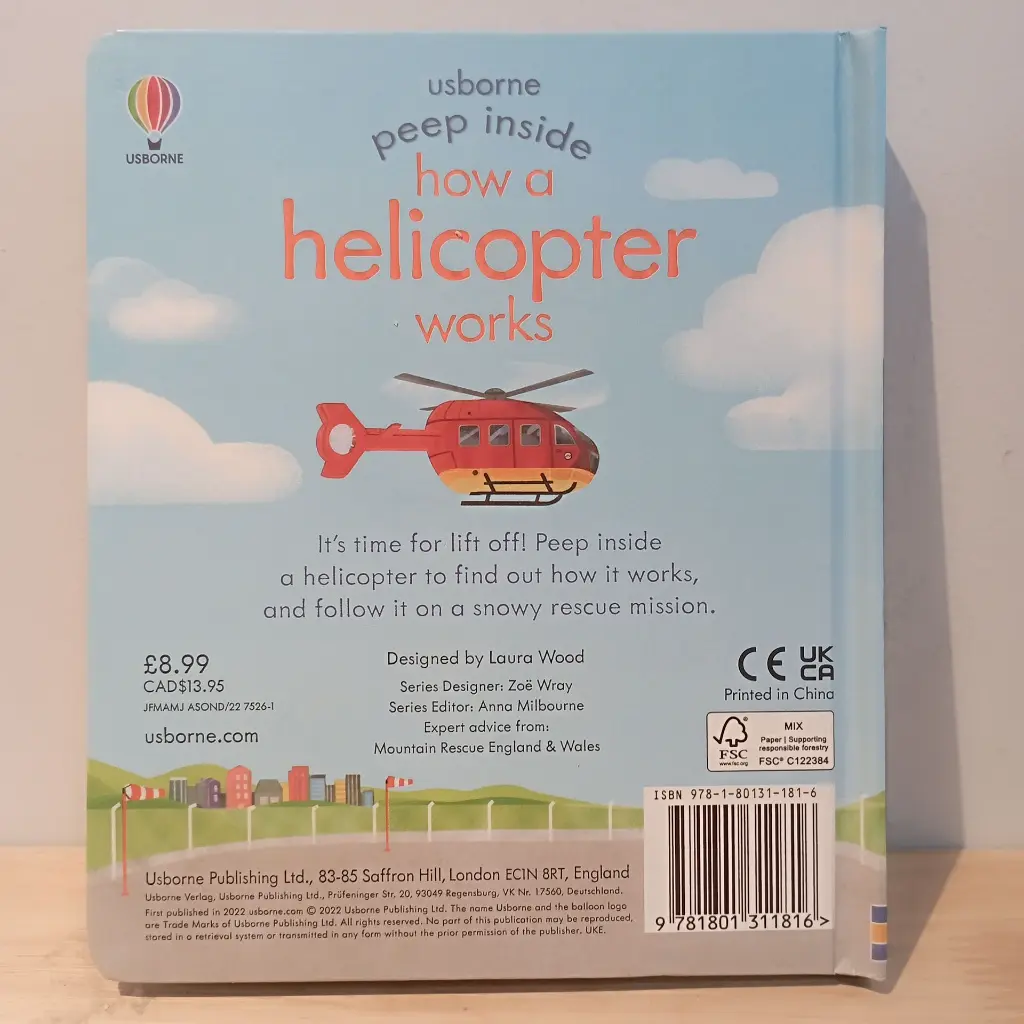 USBORNE
usborne
peep inside
how a
helicopter
works
It's time for lift off! Peep inside
a helicopter to find out how it works,
and follow it on a snowy rescue mission.
£8.99
CAD$13.95
JFMAMJ ASOND/22 7526-1
usborne.com
Designed by Laura Wood
Series Designer: Zoë Wray
Series Editor: Anna Milbourne
Expert advice from:
Mountain Rescue England & Wales
CE UK
CA
Printed in China
FSC
www.fsc.org
MIX
Paper | Supporting
responsible forestry
FSC® C122384
ISBN 978-1-80131-181-6
9 781801 311816 >
Usborne Publishing Ltd., 83-85 Saffron Hill, London EC1N 8RT, England
Usborne Verlag, Usborne Publishing Ltd., Prüfeninger Str, 20, 93049 Regensburg, VK Nr. 17560, Deutschland.
First published in 2022 usborne.com © 2022 Usborne Publishing Ltd. The name Usborne and the balloon logo
are Trade Marks of Usborne Publishing Ltd. All rights reserved. No part of this publication may be reproduced,
stored in a retrieval system or transmitted in any form without the prior permission of the publisher. UKE.